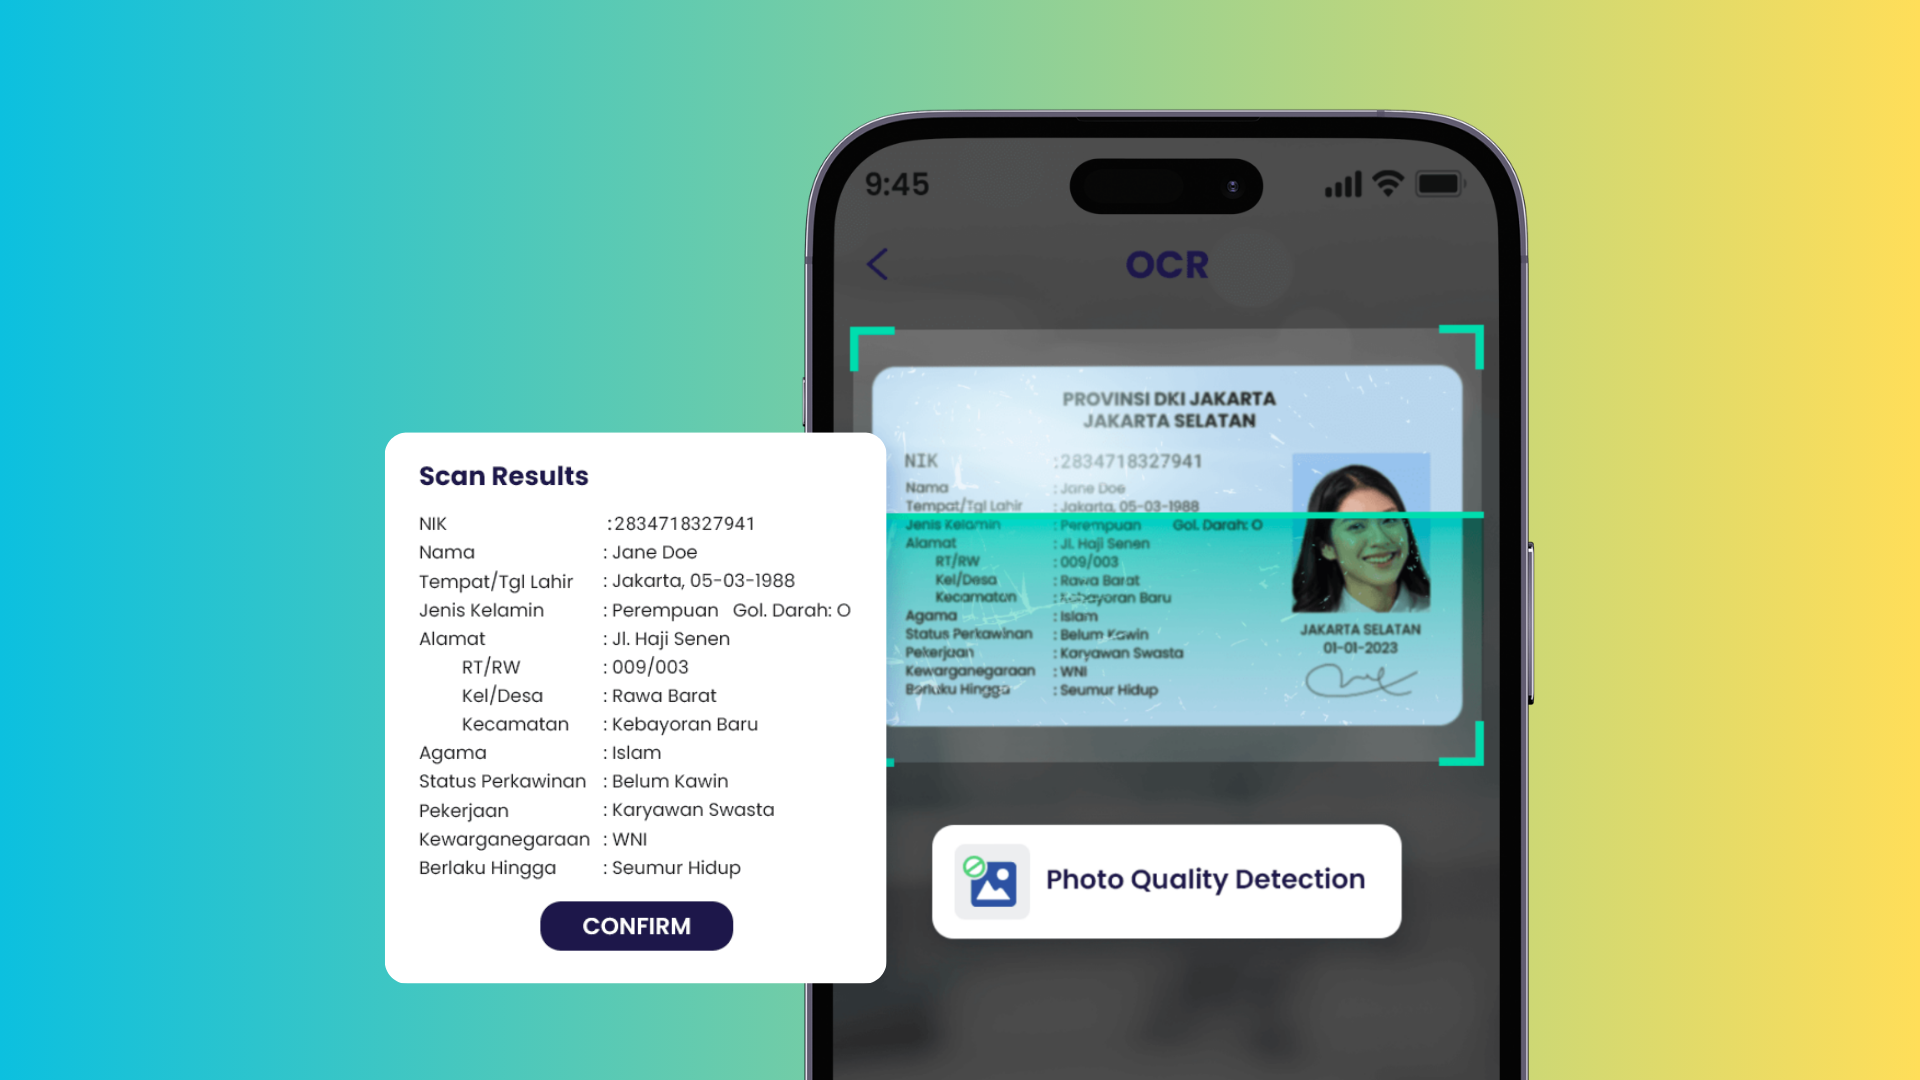 9:45
OCR
PROVINSI DKI JAKARTA
JAKARTA SELATAN
NIK :2834718327941
Nama : Jane Doe
Tempat/Tgl Lahir : Jakarta, 05-03-1988
Jenis Kelamin : Perempuan Gol. Darah: O
Alamat : Jl. Haji Senen
RT/RW : 009/003
Kel/Desa : Rawa Barat
Kecamatan : Kebayoran Baru
Agama : Islam
Status Perkawinan : Belum Kawin
Pekerjaan : Karyawan Swasta
Kewarganegaraan : WNI
Berlaku Hingga : Seumur Hidup
JAKARTA SELATAN
01-01-2023
Scan Results
NIK :2834718327941
Nama : Jane Doe
Tempat/Tgl Lahir : Jakarta, 05-03-1988
Jenis Kelamin : Perempuan Gol. Darah: O
Alamat : Jl. Haji Senen
RT/RW : 009/003
Kel/Desa : Rawa Barat
Kecamatan : Kebayoran Baru
Agama : Islam
Status Perkawinan : Belum Kawin
Pekerjaan : Karyawan Swasta
Kewarganegaraan : WNI
Berlaku Hingga : Seumur Hidup
CONFIRM
Photo Quality Detection